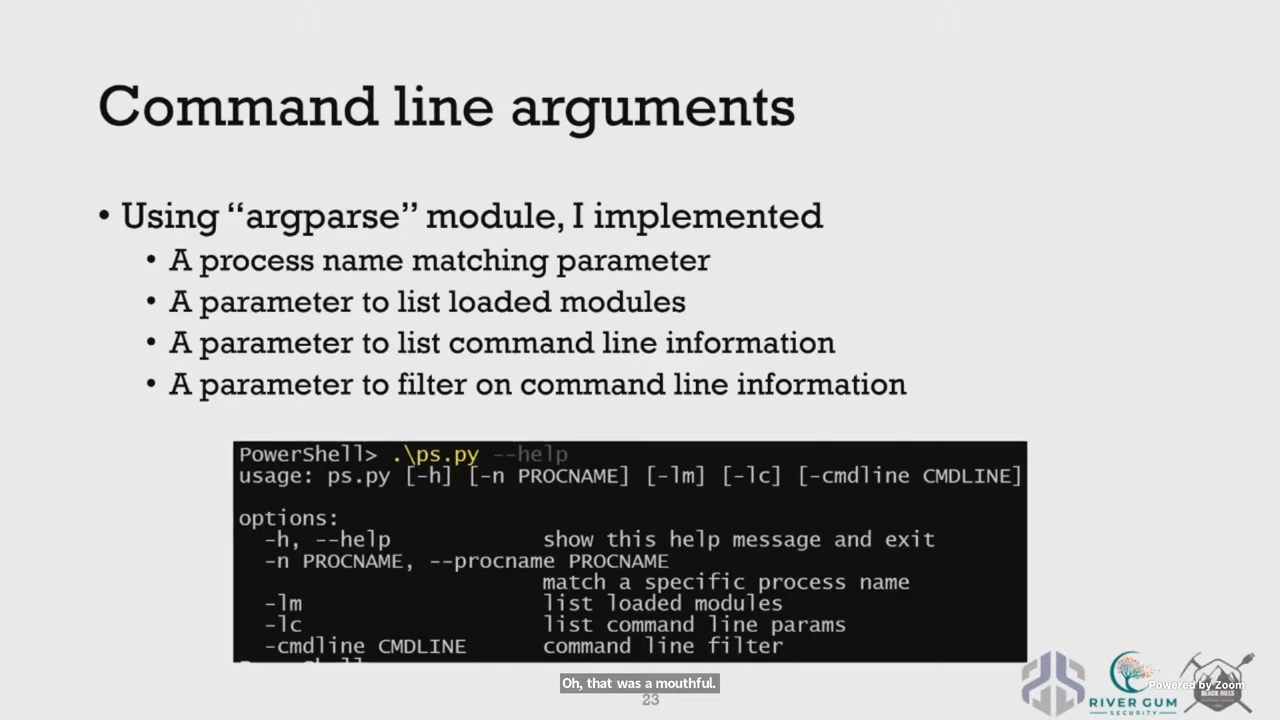 Command line arguments
• Using “argparse” module, I implemented
• A process name matching parameter
• A parameter to list loaded modules
• A parameter to list command line information
• A parameter to filter on command line information
PowerShell> .\ps.py --help
usage: ps.py [-h] [-n PROCNAME] [-lm] [-lc] [-cmdline CMDLINE]
options:
-h, --help show this help message and exit
-n PROCNAME, --procname PROCNAME
match a specific process name
-lm list loaded modules
-lc list command line params
-cmdline CMDLINE command line filter
Oh, that was a mouthful.
23
RIVER GUM
SECURITY
Powered by Zoom
BLACK HILLS